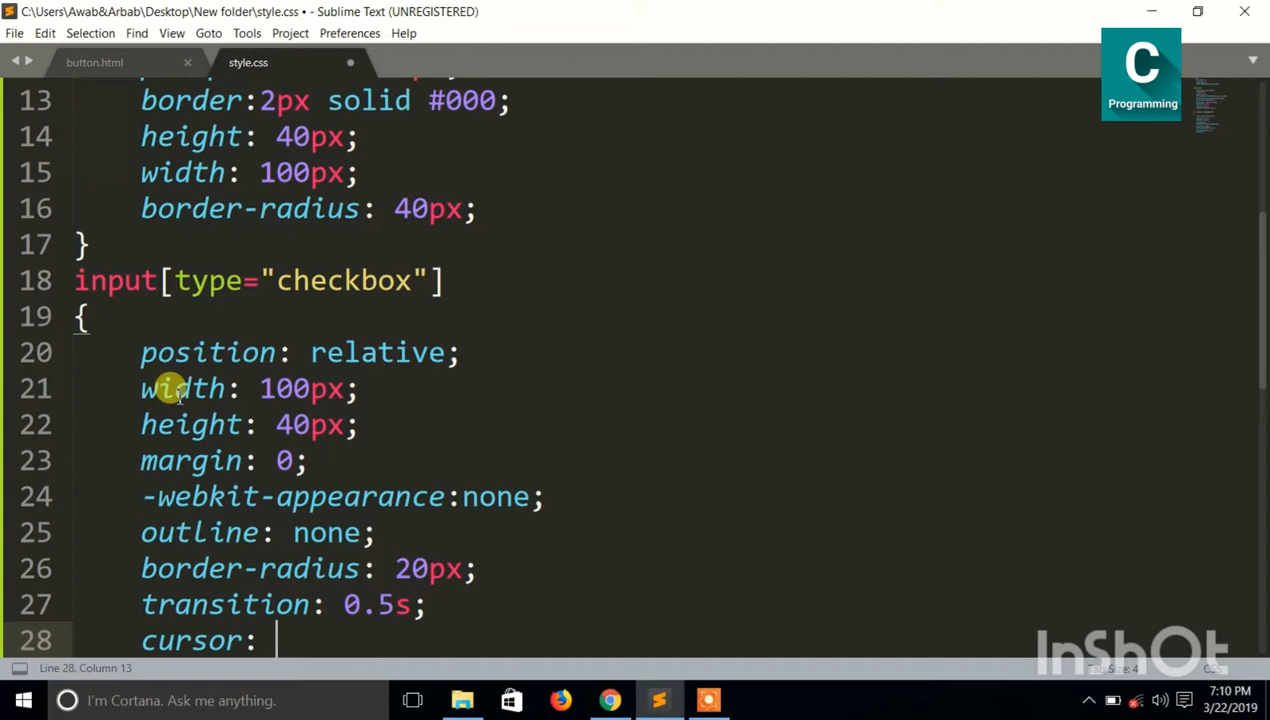 C:\Users\Awab&Arbab\Desktop\New folder\style.css • - Sublime Text (UNREGISTERED)
File Edit Selection Find View Goto Tools Project Preferences Help
button.html × style.css
C
Programming
13 border:2px solid #000;
14 height: 40px;
15 width: 100px;
16 border-radius: 40px;
17 }
18 input[type="checkbox"]
19 {
20 position: relative;
21 width: 100px;
22 height: 40px;
23 margin: 0;
24 -webkit-appearance:none;
25 outline: none;
26 border-radius: 20px;
27 transition: 0.5s;
28 cursor:
InShOt
Line 28, Column 13 Tab Size: 4 CSS
I'm Cortana. Ask me anything.
7:10 PM
3/22/2019